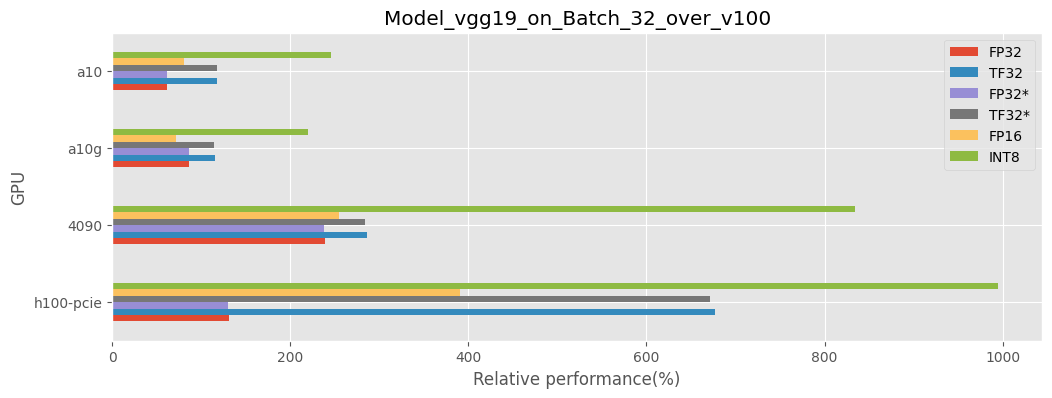 Model_vgg19_on_Batch_32_over_v100
FP32
TF32
FP32*
TF32*
FP16
INT8
GPU
a10
a10g
4090
h100-pcie
0
200
400
600
800
1000
Relative performance(%)